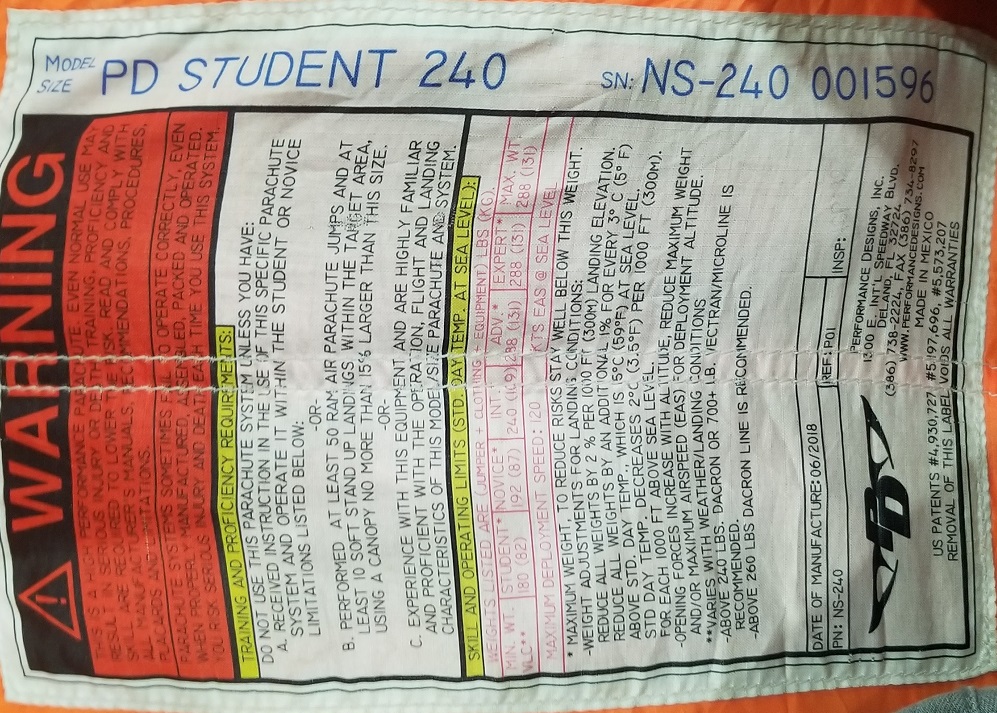 MODEL
SIZE
PD STUDENT 240
SN: NS-240 001596
WARNING
THIS IS A HIGH PERFORMANCE PARACHUTE. EVEN NORMAL USE MAY
RESULT IN SERIOUS INJURY OR DEATH. TRAINING, PROFICIENCY AND
SKILL ARE REQUIRED TO LOWER THE RISK. READ AND COMPLY WITH
ALL MANUFACTURER'S MANUALS, RECOMMENDATIONS, PROCEDURES,
PLACARDS AND LIMITATIONS.
PARACHUTE SYSTEMS SOMETIMES FAIL TO OPERATE CORRECTLY, EVEN
WHEN PROPERLY MANUFACTURED, ASSEMBLED, PACKED AND OPERATED.
YOU RISK SERIOUS INJURY AND DEATH EACH TIME YOU USE THIS SYSTEM.
TRAINING AND PROFICIENCY REQUIREMENTS:
DO NOT USE THIS PARACHUTE SYSTEM UNLESS YOU HAVE:
A. RECEIVED INSTRUCTION IN THE USE OF THIS SPECIFIC PARACHUTE
SYSTEM AND OPERATE IT WITHIN THE STUDENT OR NOVICE
LIMITATIONS LISTED BELOW:
-OR-
B. PERFORMED AT LEAST 50 RAM AIR PARACHUTE JUMPS AND AT
LEAST 10 SOFT STAND UP LANDINGS WITHIN THE TARGET AREA,
USING A CANOPY NO MORE THAN 15% LARGER THAN THIS SIZE.
-OR-
C. EXPERIENCE WITH THIS EQUIPMENT AND ARE HIGHLY FAMILIAR
AND PROFICIENT WITH THE OPERATION, FLIGHT AND LANDING
CHARACTERISTICS OF THIS MODEL/SIZE PARACHUTE AND SYSTEM.
SKILL AND OPERATING LIMITS (STD. DAY TEMP. AT SEA LEVEL):
WEIGHTS LISTED ARE (JUMPER + CLOTHING + EQUIPMENT) LBS (KG).
MIN. WT. STUDENT* NOVICE* INT.* ADV.* EXPERT* MAX. WT.
NLC** 180 (82) 192 (87) 240 (109) 288 (131) 288 (131) 288 (131)
MAXIMUM DEPLOYMENT SPEED: 120 KTS EAS @ SEA LEVEL
* MAXIMUM WEIGHT, TO REDUCE RISKS STAY WELL BELOW THIS WEIGHT.
-WEIGHT ADJUSTMENTS FOR LANDING CONDITIONS:
REDUCE ALL WEIGHTS BY 2 % PER 1000 FT (300M) LANDING ELEVATION.
REDUCE ALL WEIGHTS BY AN ADDITIONAL 1% FOR EVERY 3° C (5° F)
ABOVE STD. DAY TEMP., WHICH IS 15°C (59°F) AT SEA LEVEL.
STD DAY TEMP. DECREASES 2°C (3.5°F) PER 1000 FT (300M).
FOR EACH 1000 FT ABOVE SEA LEVEL.
-OPENING FORCES INCREASE WITH ALTITUDE, REDUCE MAXIMUM WEIGHT
AND/OR MAXIMUM AIRSPEED (EAS) FOR DEPLOYMENT ALTITUDE.
**VARIES WITH WEATHER/LANDING CONDITIONS
-ABOVE 240 LBS. DACRON OR 700+ LB. VECTRAN/MICROLINE IS
RECOMMENDED.
-ABOVE 260 LBS DACRON LINE IS RECOMMENDED.
DATE OF MANUFACTURE: 06/2018
PN: NS-240
REF: P01
INSP:
PD
PERFORMANCE DESIGNS, INC.
1300 E. INT'L SPEEDWAY BLVD.
DELAND, FL 32724
(386) 738-2224, FAX (386) 734-8297
WWW.PERFORMANCEDESIGNS.COM
MADE IN MEXICO
US PATENTS #4,930,727 #5,197,696, #5,573,207
REMOVAL OF THIS LABEL VOIDS ALL WARRANTIES